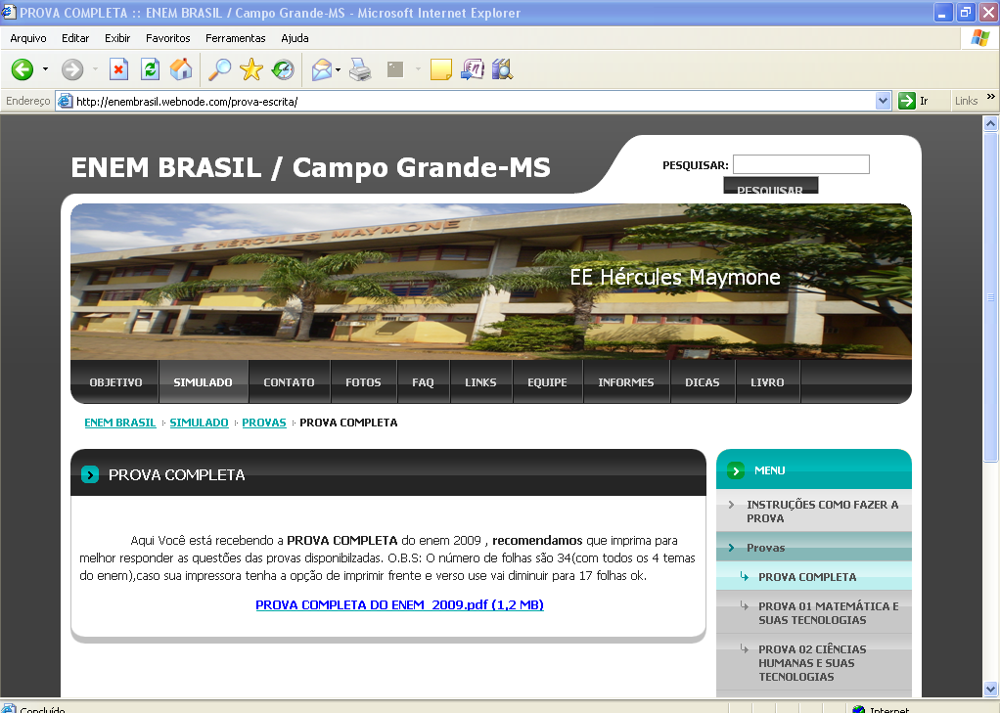 PROVA COMPLETA :: ENEM BRASIL / Campo Grande-MS - Microsoft Internet Explorer
Arquivo Editar Exibir Favoritos Ferramentas Ajuda
Endereço http://enembrasil.webnode.com/prova-escrita/ Ir Links »
ENEM BRASIL / Campo Grande-MS
PESQUISAR:
PESQUISAR
E. E. HÉRCULES MAYMONE
EE Hércules Maymone
OBJETIVO SIMULADO CONTATO FOTOS FAQ LINKS EQUIPE INFORMES DICAS LIVRO
ENEM BRASIL SIMULADO PROVAS PROVA COMPLETA
PROVA COMPLETA
Aqui Você está recebendo a PROVA COMPLETA do enem 2009 , recomendamos que imprima para
melhor responder as questões das provas disponibilzadas. O.B.S: O número de folhas são 34(com todos os 4 temas
do enem),caso sua impressora tenha a opção de imprimir frente e verso use vai diminuir para 17 folhas ok.
PROVA COMPLETA DO ENEM_2009.pdf (1,2 MB)
MENU
INSTRUÇÕES COMO FAZER A
PROVA
Provas
PROVA COMPLETA
PROVA 01 MATEMÁTICA E
SUAS TECNOLOGIAS
PROVA 02 CIÊNCIAS
HUMANAS E SUAS
TECNOLOGIAS
Concluído Internet